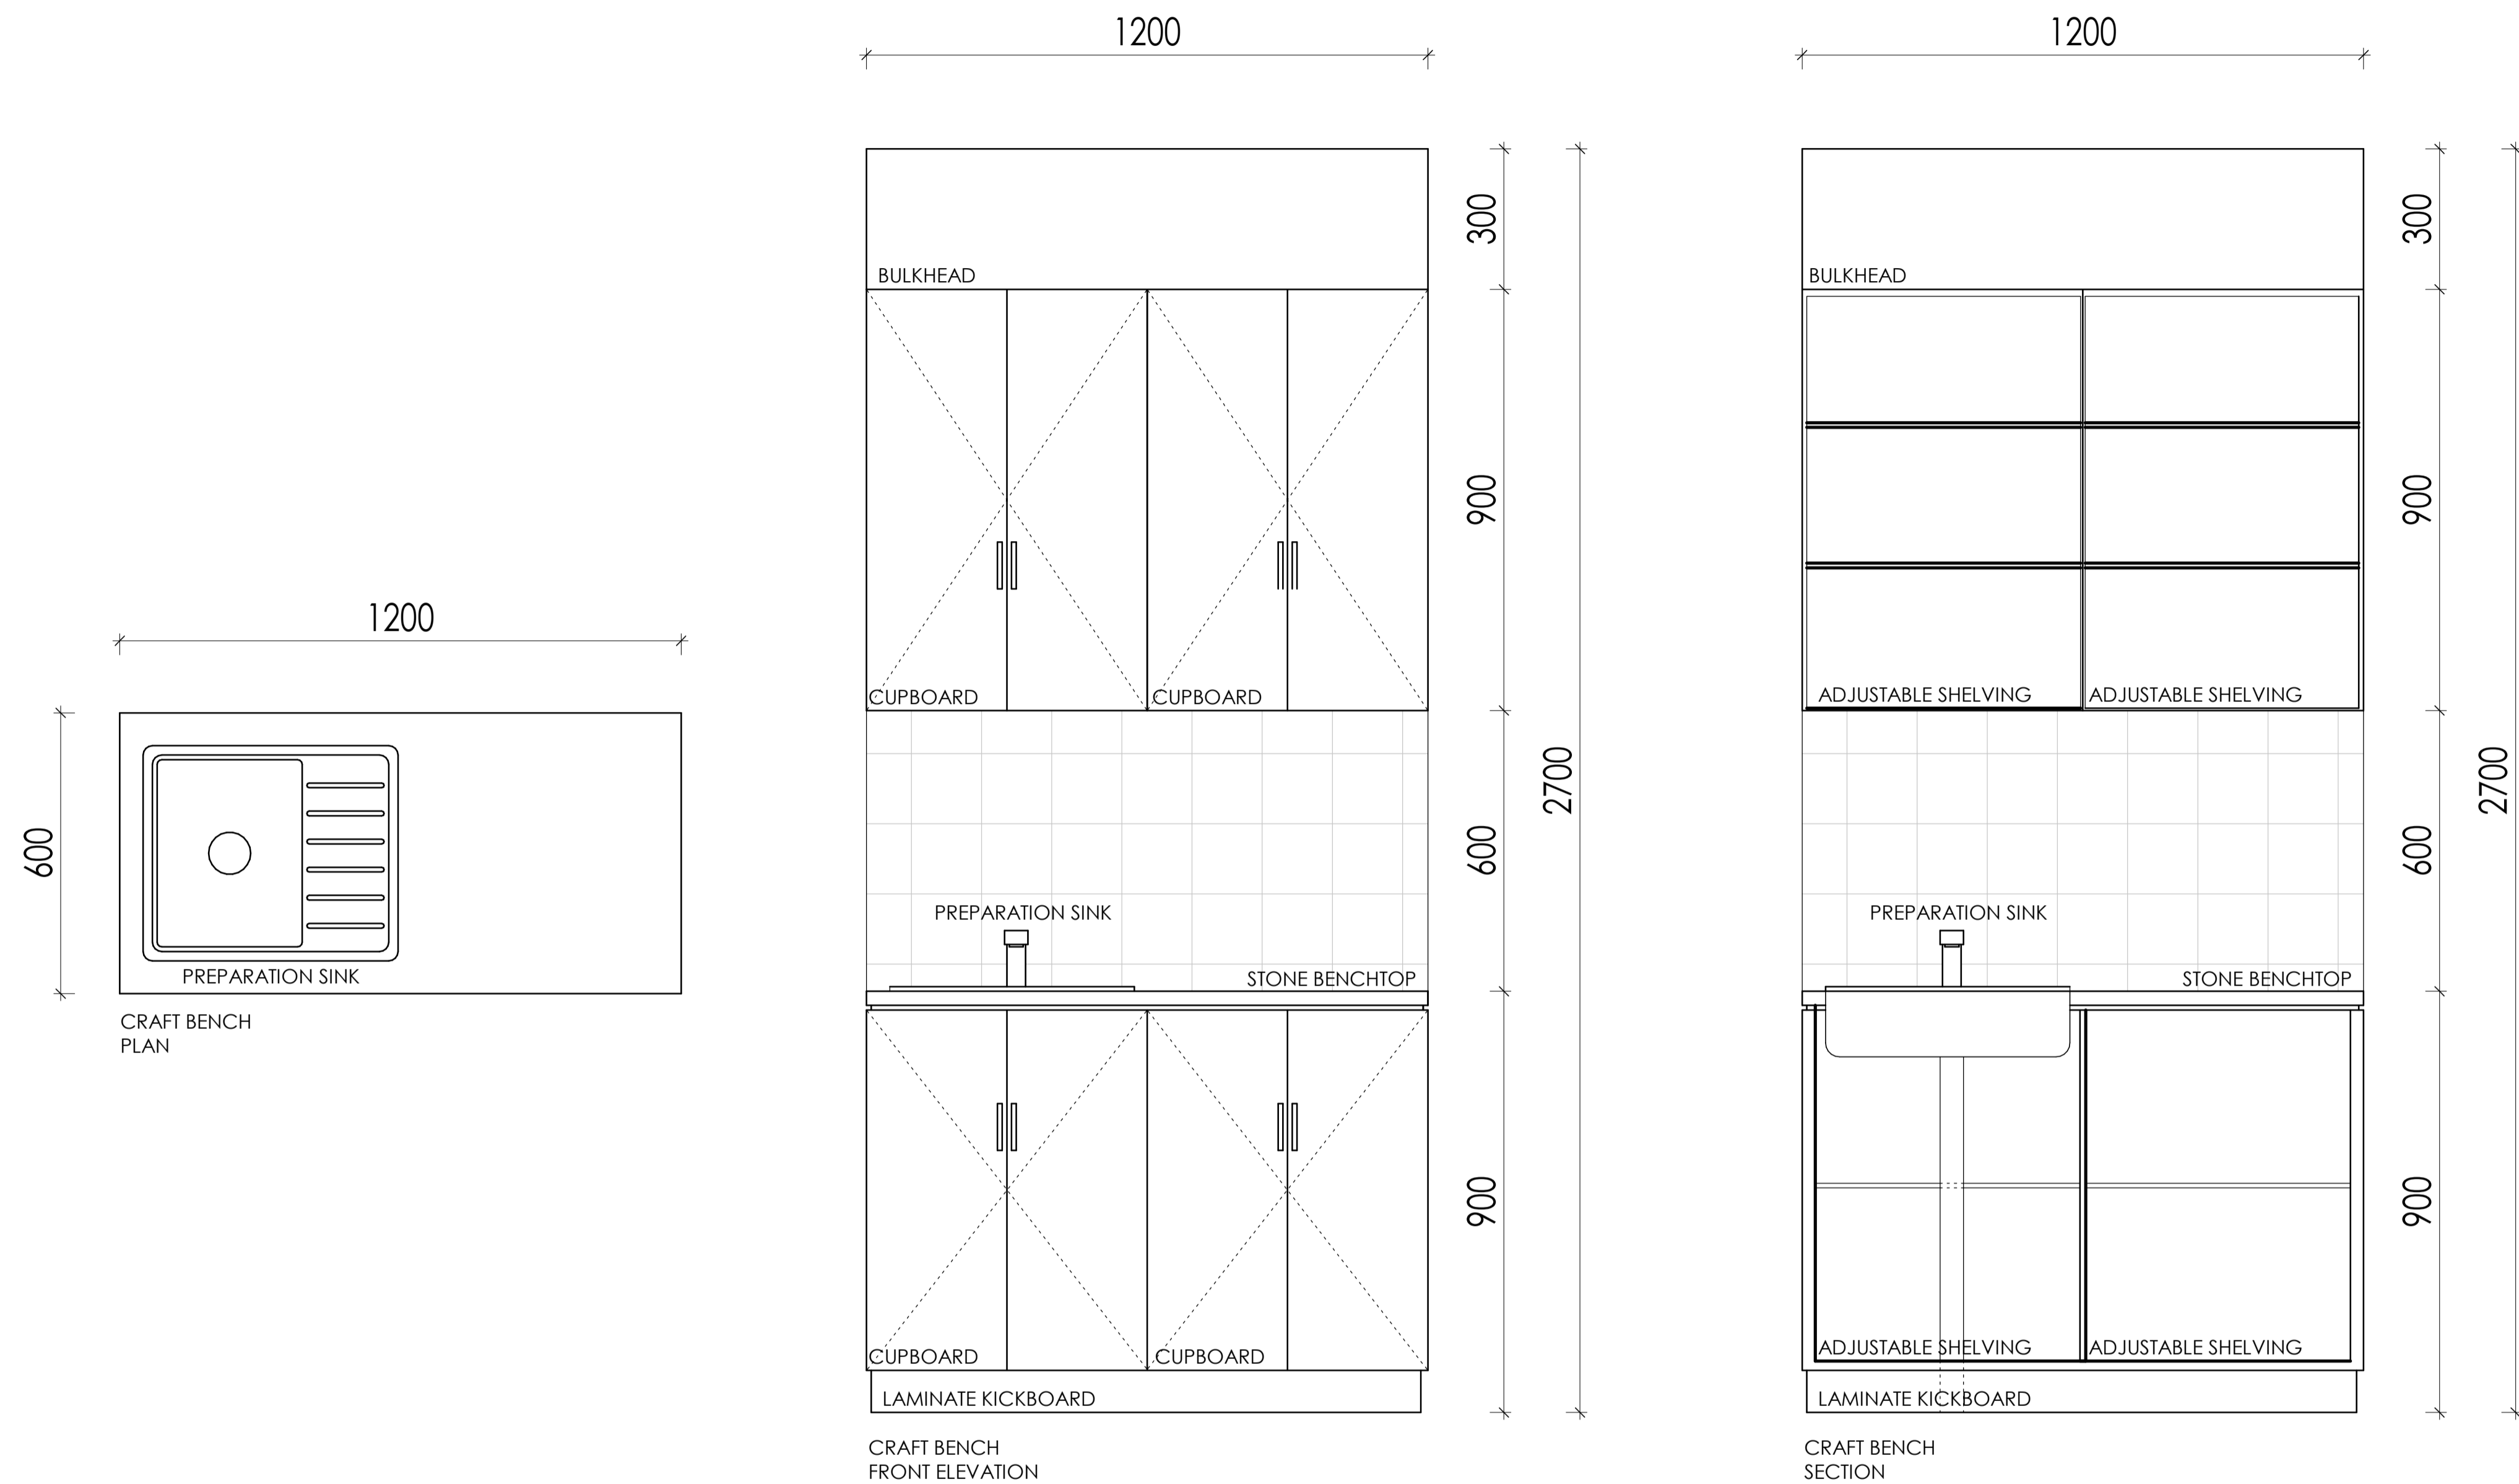 1200
600
PREPARATION SINK
CRAFT BENCH
PLAN
1200
BULKHEAD
300
CUPBOARD CUPBOARD
900
PREPARATION SINK
STONE BENCHTOP
600
2700
CUPBOARD CUPBOARD
900
LAMINATE KICKBOARD
CRAFT BENCH
FRONT ELEVATION
1200
BULKHEAD
300
ADJUSTABLE SHELVING ADJUSTABLE SHELVING
900
PREPARATION SINK
STONE BENCHTOP
600
2700
ADJUSTABLE SHELVING ADJUSTABLE SHELVING
900
LAMINATE KICKBOARD
CRAFT BENCH
SECTION